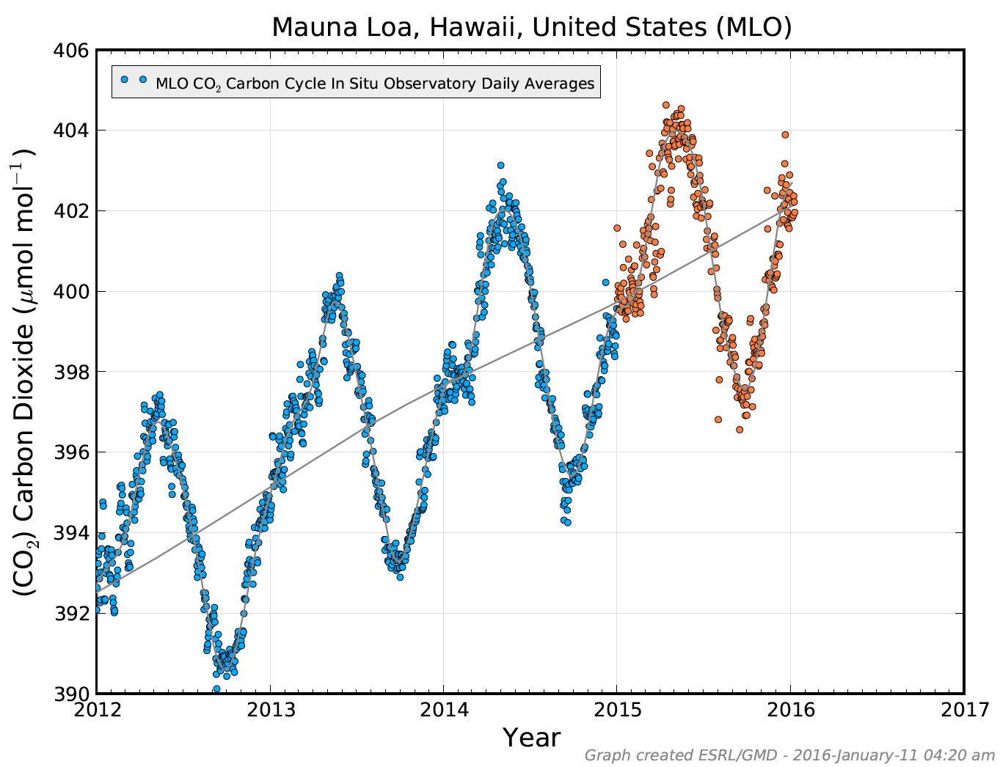 Mauna Loa, Hawaii, United States (MLO)
MLO CO₂ Carbon Cycle In Situ Observatory Daily Averages
(CO₂) Carbon Dioxide (μmol mol⁻¹)
406
404
402
400
398
396
394
392
390
2012 2013 2014 2015 2016 2017
Year
Graph created ESRL/GMD - 2016-January-11 04:20 am